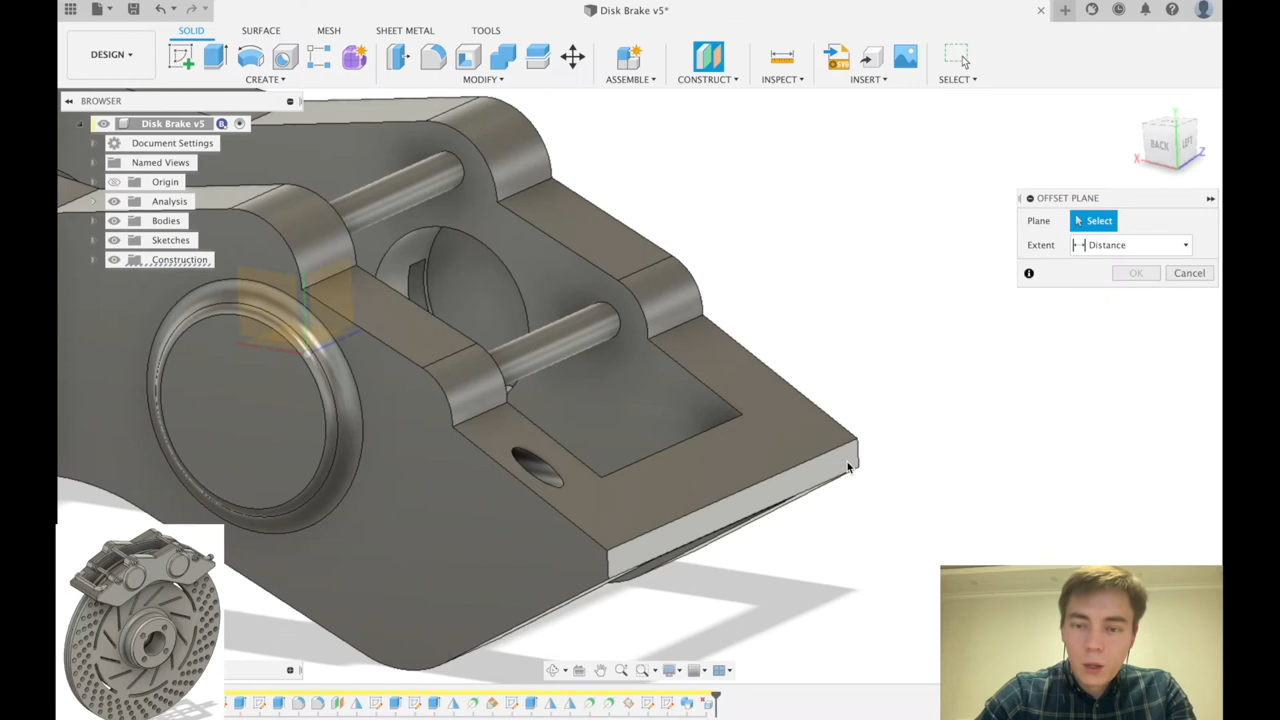 Disk Brake v5*
SOLID SURFACE MESH SHEET METAL TOOLS
DESIGN
CREATE MODIFY ASSEMBLE CONSTRUCT INSPECT INSERT SELECT
BROWSER
Disk Brake v5
Document Settings
Named Views
Origin
Analysis
Bodies
Sketches
Construction
BACK LEFT
X Y Z
OFFSET PLANE
Plane Select
Extent Distance
OK Cancel